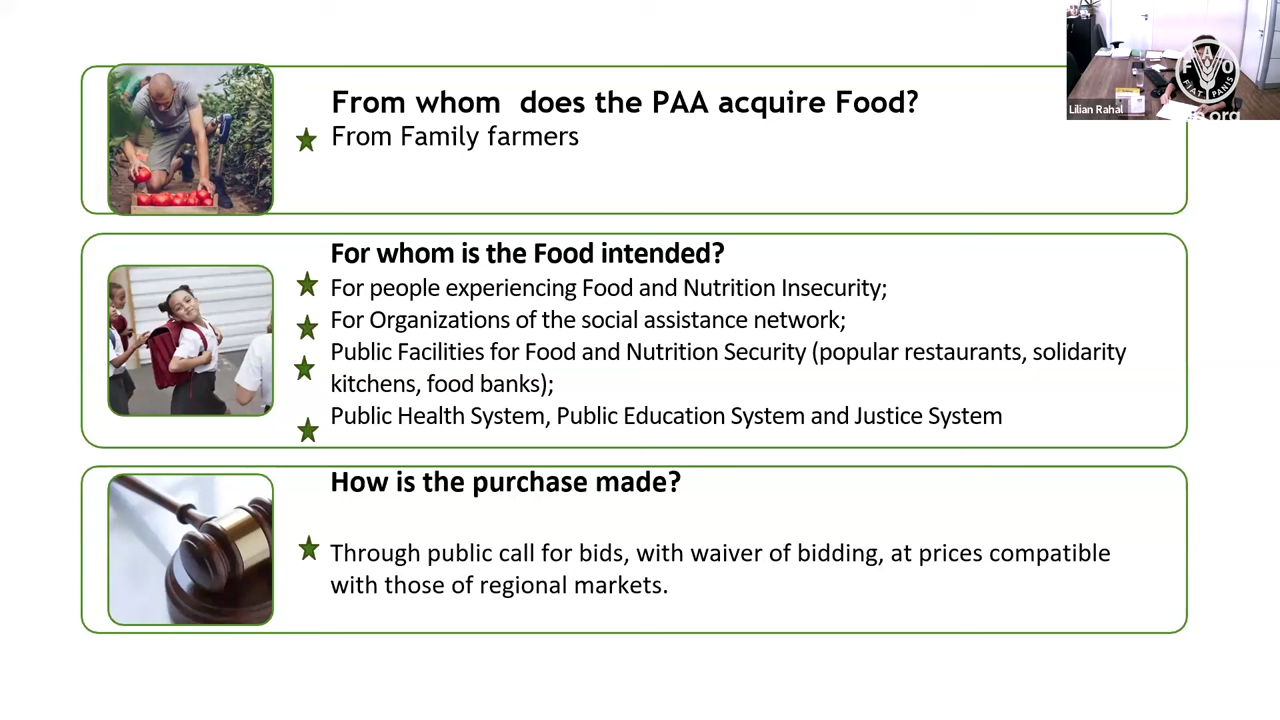 From whom does the PAA acquire Food?
From Family farmers
For whom is the Food intended?
For people experiencing Food and Nutrition Insecurity;
For Organizations of the social assistance network;
Public Facilities for Food and Nutrition Security (popular restaurants, solidarity
kitchens, food banks);
Public Health System, Public Education System and Justice System
How is the purchase made?
Through public call for bids, with waiver of bidding, at prices compatible
with those of regional markets.
Lilian Rahal
F A O
FIAT PANIS